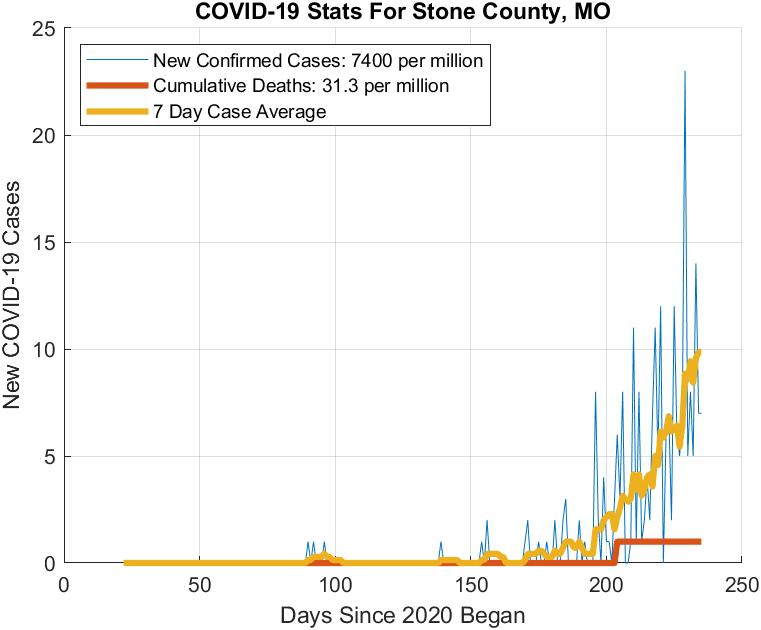 COVID-19 Stats For Stone County, MO
New Confirmed Cases: 7400 per million
Cumulative Deaths: 31.3 per million
7 Day Case Average
New COVID-19 Cases
25
20
15
10
5
0
0 50 100 150 200 250
Days Since 2020 Began